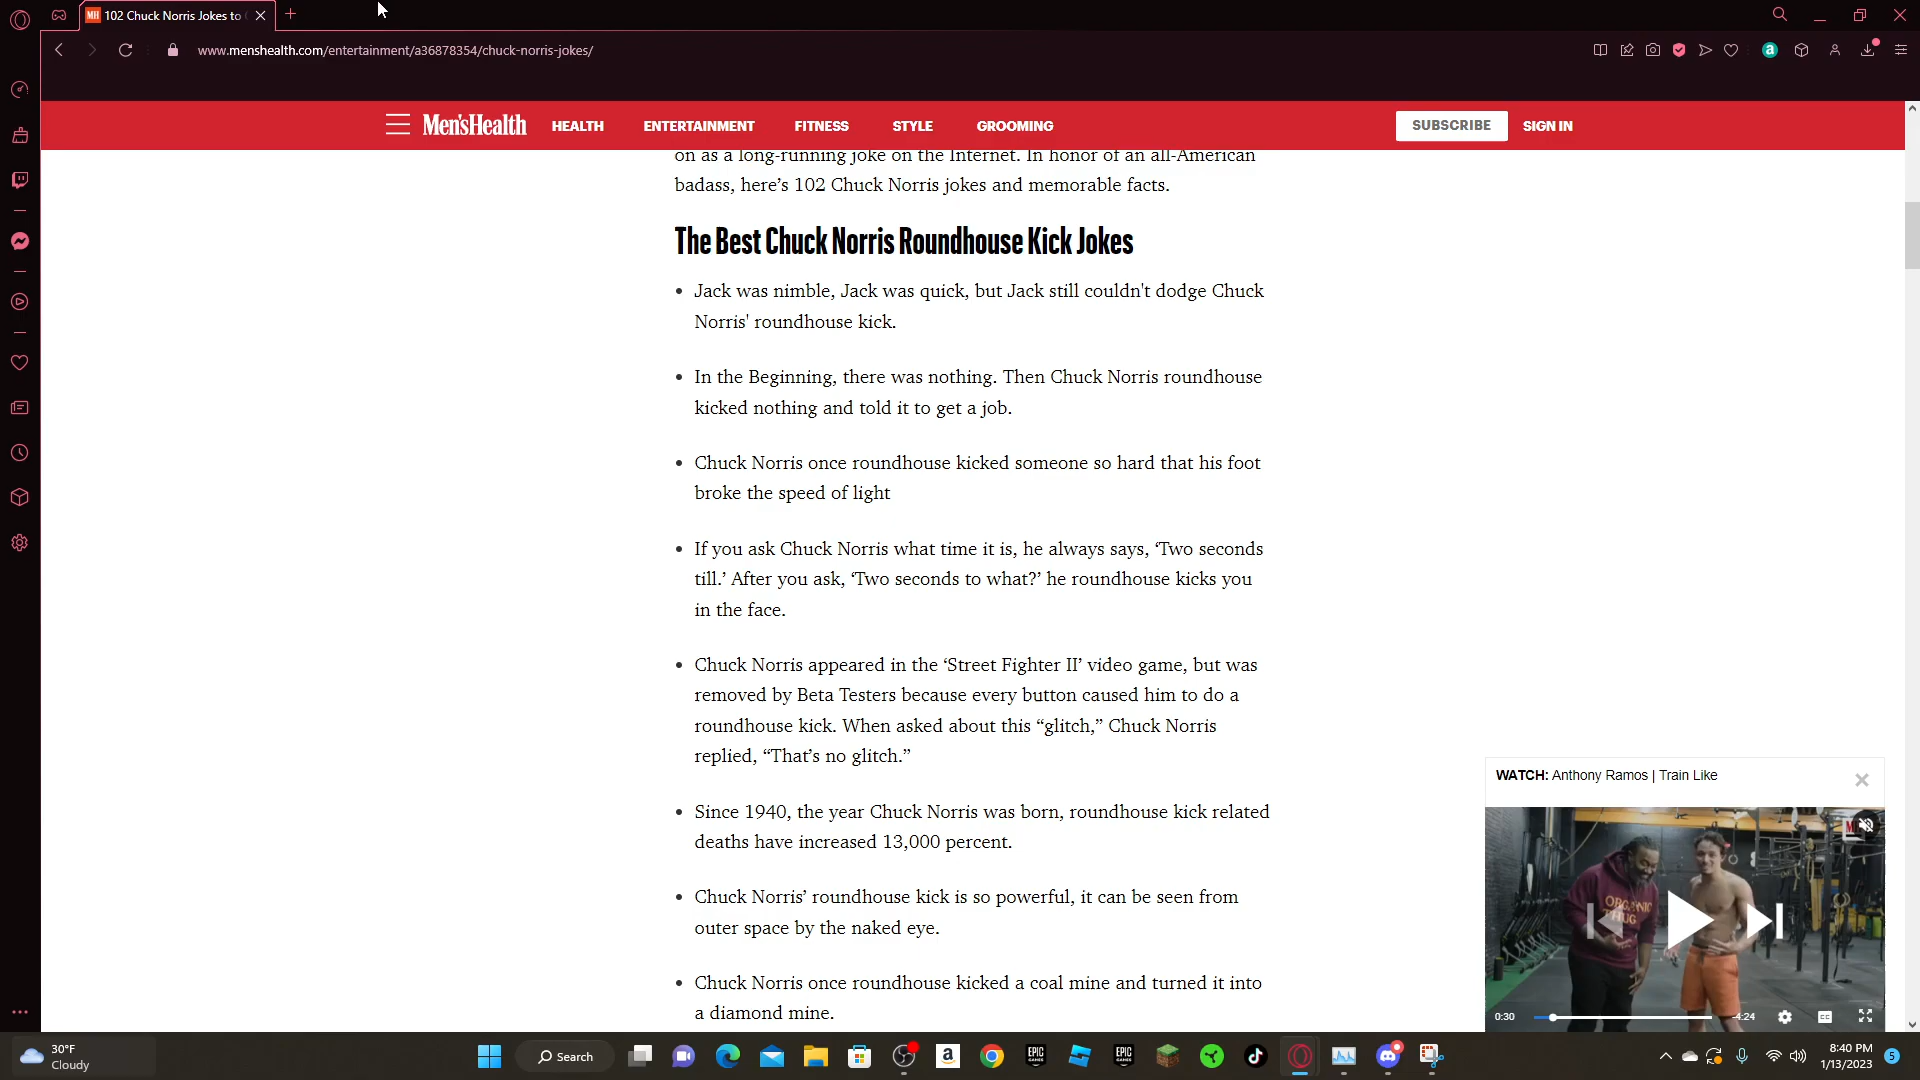 102 Chuck Norris Jokes to
www.menshealth.com/entertainment/a36878354/chuck-norris-jokes/
Men'sHealth HEALTH ENTERTAINMENT FITNESS STYLE GROOMING SUBSCRIBE SIGN IN
on as a long-running joke on the Internet. In honor of an all-American
badass, here’s 102 Chuck Norris jokes and memorable facts.
The Best Chuck Norris Roundhouse Kick Jokes
• Jack was nimble, Jack was quick, but Jack still couldn't dodge Chuck
Norris' roundhouse kick.
• In the Beginning, there was nothing. Then Chuck Norris roundhouse
kicked nothing and told it to get a job.
• Chuck Norris once roundhouse kicked someone so hard that his foot
broke the speed of light
• If you ask Chuck Norris what time it is, he always says, ‘Two seconds
till.’ After you ask, ‘Two seconds to what?’ he roundhouse kicks you
in the face.
• Chuck Norris appeared in the ‘Street Fighter II’ video game, but was
removed by Beta Testers because every button caused him to do a
roundhouse kick. When asked about this “glitch,” Chuck Norris
replied, “That’s no glitch.”
• Since 1940, the year Chuck Norris was born, roundhouse kick related
deaths have increased 13,000 percent.
• Chuck Norris’ roundhouse kick is so powerful, it can be seen from
outer space by the naked eye.
• Chuck Norris once roundhouse kicked a coal mine and turned it into
a diamond mine.
WATCH: Anthony Ramos | Train Like
ORGANIC
THUG
0:30
-4:24
CC
30°F
Cloudy
Search
EPIC
GAMES
EPIC
GAMES
8:40 PM
1/13/2023
5